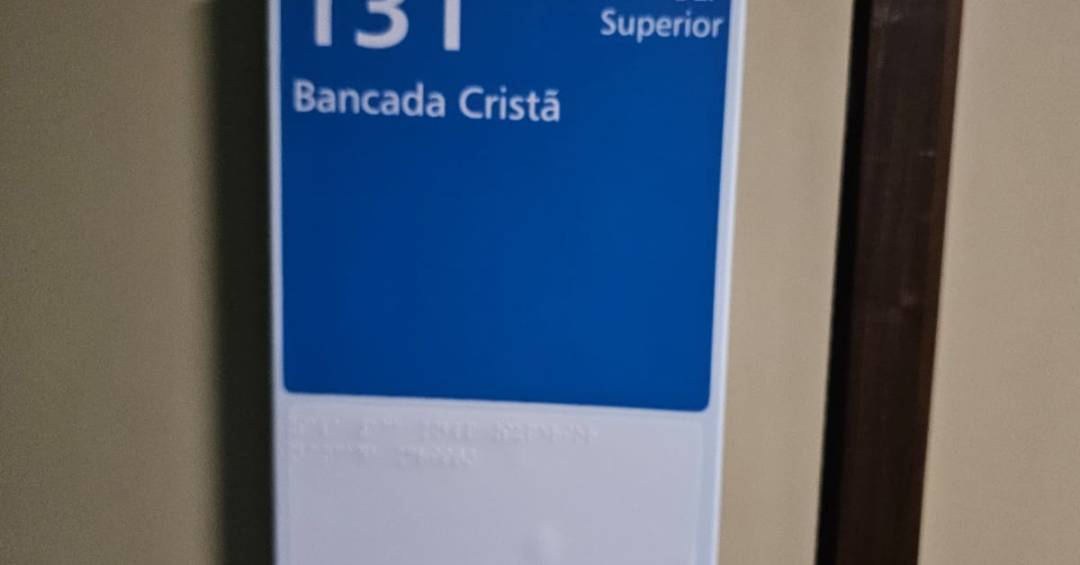 131
Superior
Bancada Cristã